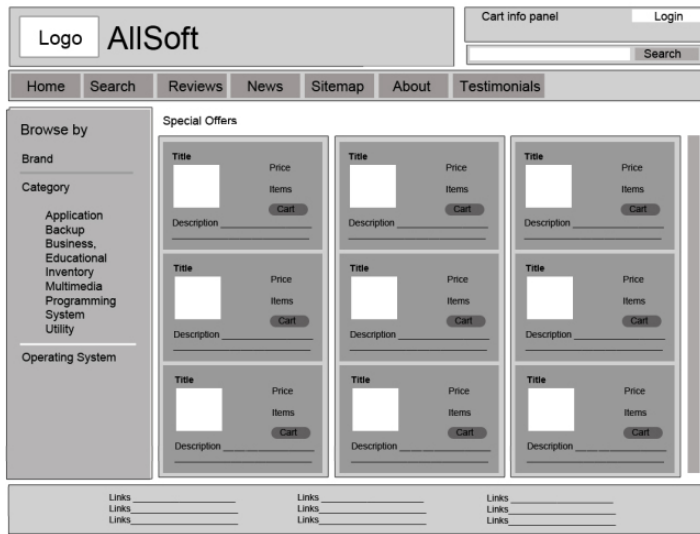 Logo AllSoft
Cart info panel Login
Search
Home Search Reviews News Sitemap About Testimonials
Browse by
Brand
Category
Application
Backup
Business,
Educational
Inventory
Multimedia
Programming
System
Utility
Operating System
Special Offers
Title
Price
Items
Cart
Description
Title
Price
Items
Cart
Description
Title
Price
Items
Cart
Description
Title
Price
Items
Cart
Description
Title
Price
Items
Cart
Description
Title
Price
Items
Cart
Description
Title
Price
Items
Cart
Description
Title
Price
Items
Cart
Description
Title
Price
Items
Cart
Description
Links
Links
Links
Links
Links
Links
Links
Links
Links